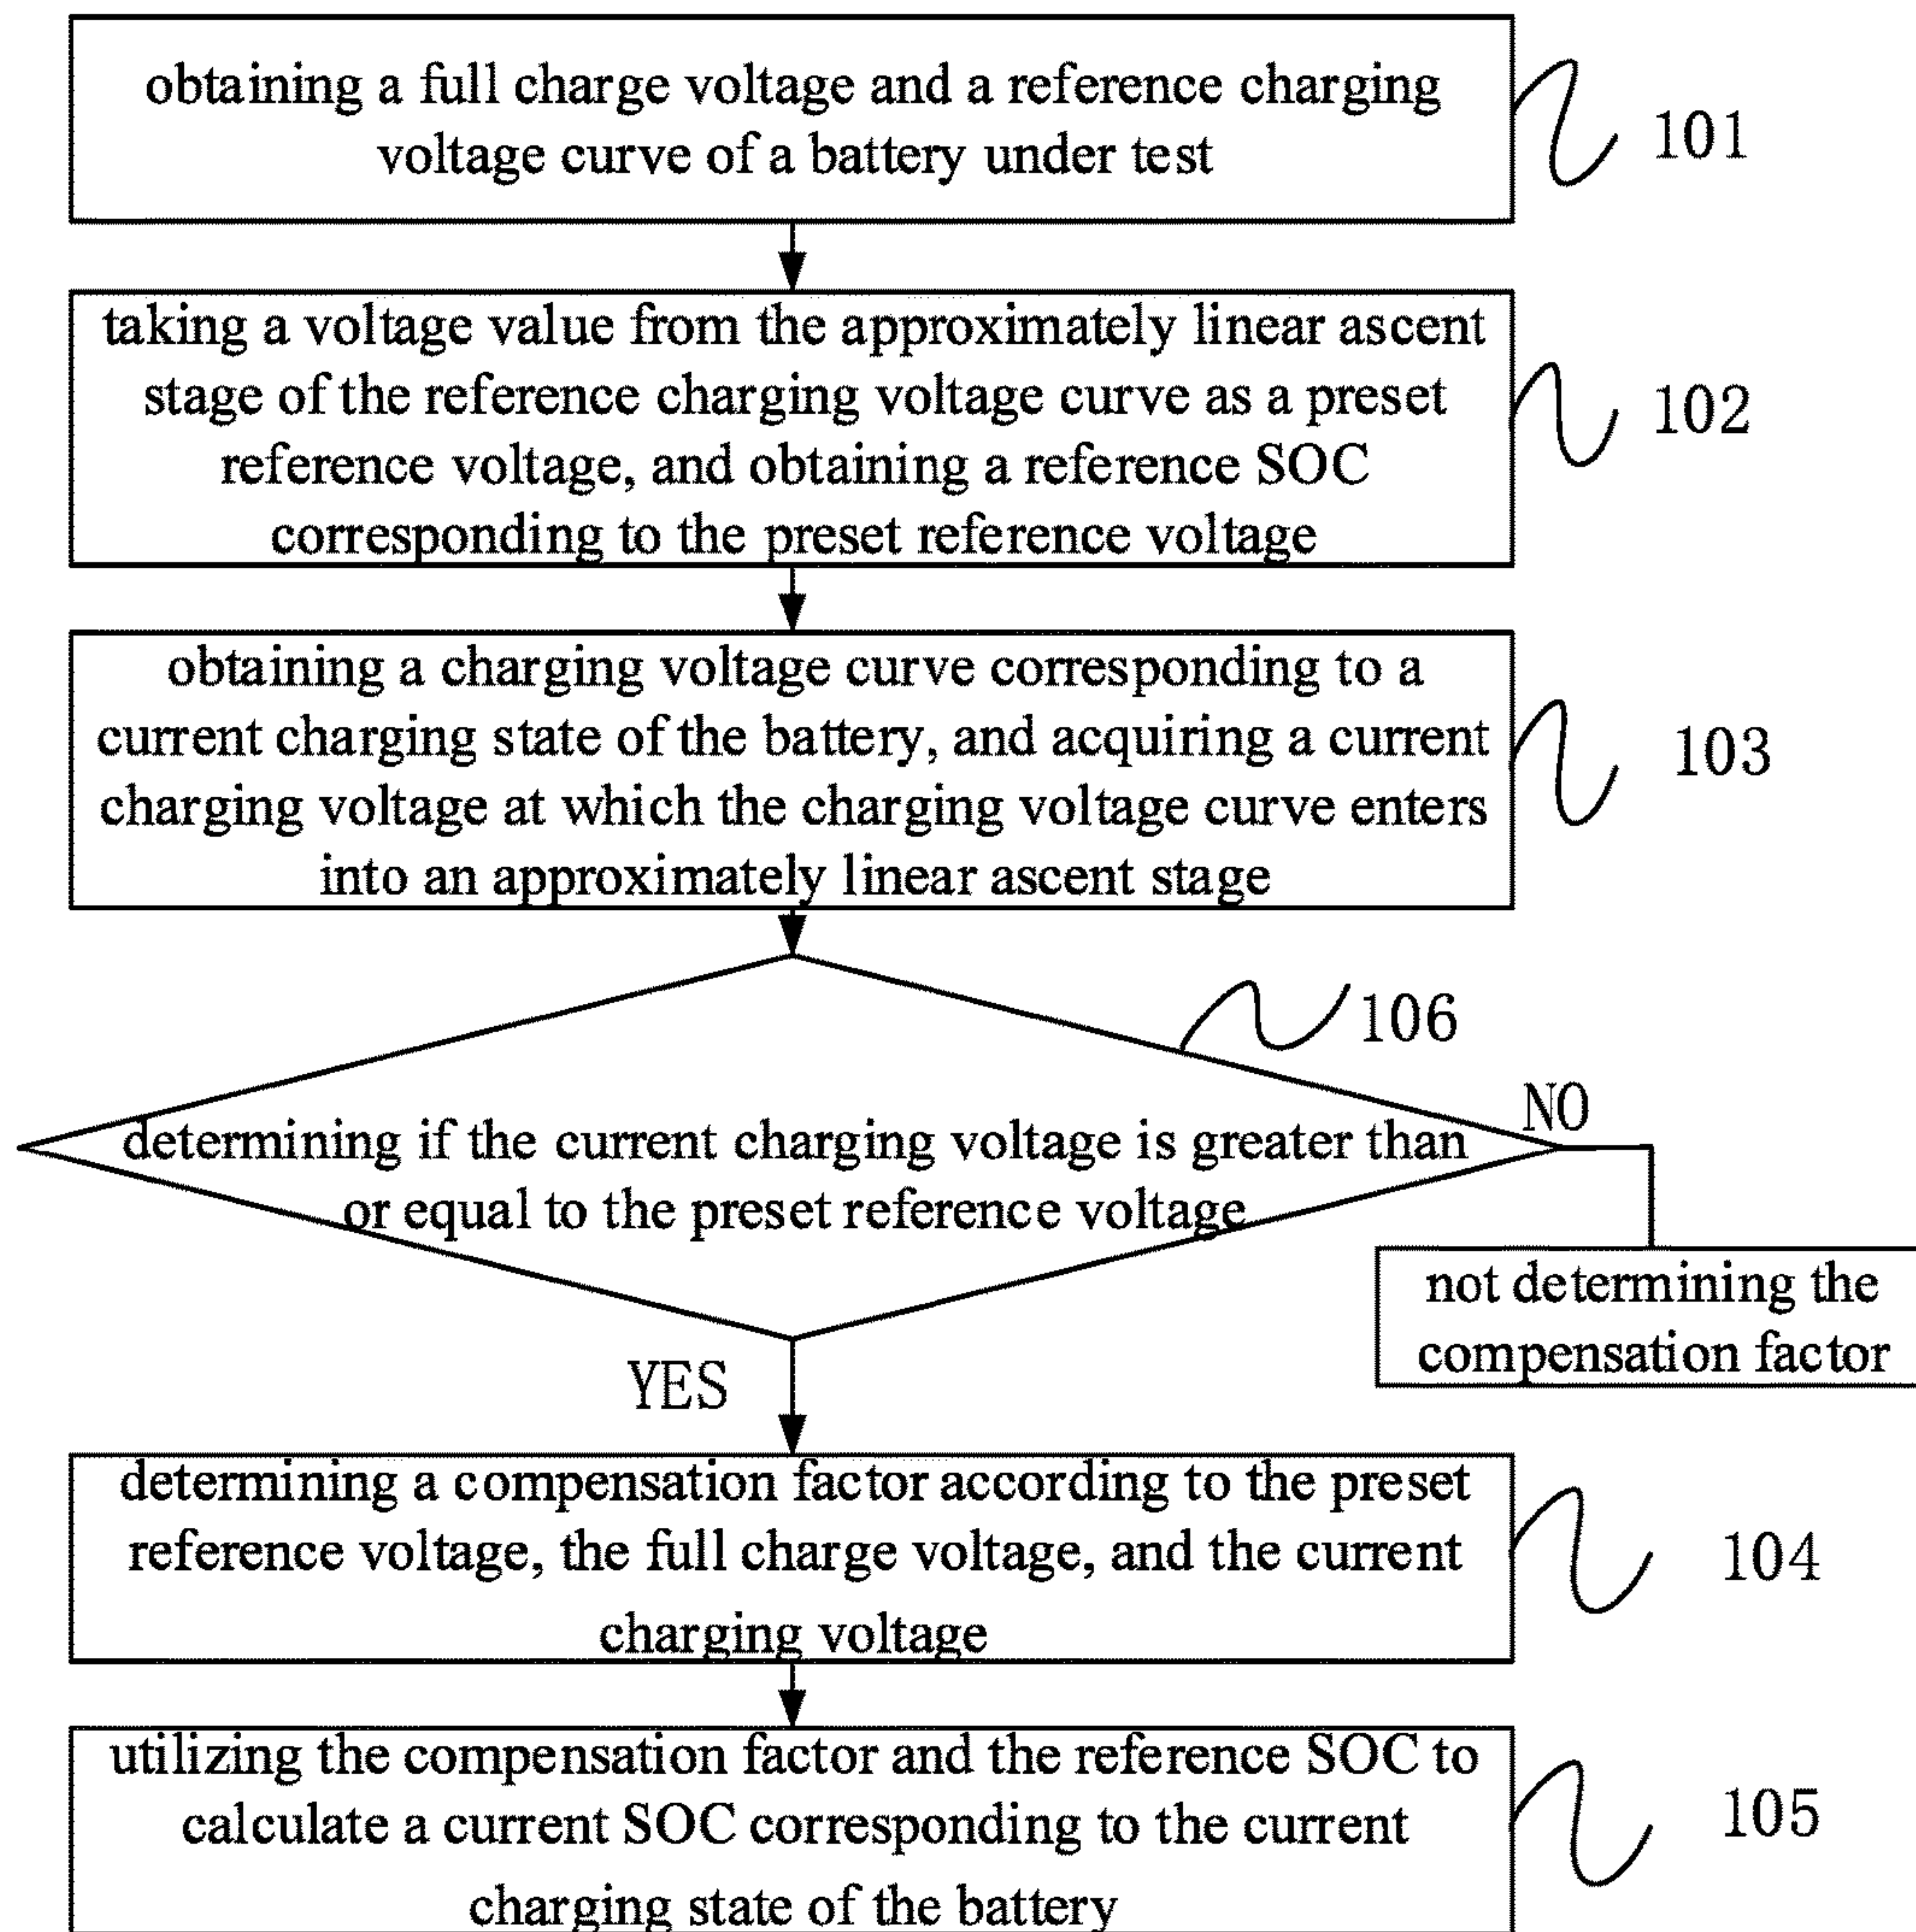 obtaining a full charge voltage and a reference charging
voltage curve of a battery under test
101
taking a voltage value from the approximately linear ascent
stage of the reference charging voltage curve as a preset
reference voltage, and obtaining a reference SOC
corresponding to the preset reference voltage
102
obtaining a charging voltage curve corresponding to a
current charging state of the battery, and acquiring a current
charging voltage at which the charging voltage curve enters
into an approximately linear ascent stage
103
106
determining if the current charging voltage is greater than
or equal to the preset reference voltage
NO
not determining the
compensation factor
YES
determining a compensation factor according to the preset
reference voltage, the full charge voltage, and the current
charging voltage
104
utilizing the compensation factor and the reference SOC to
calculate a current SOC corresponding to the current
charging state of the battery
105